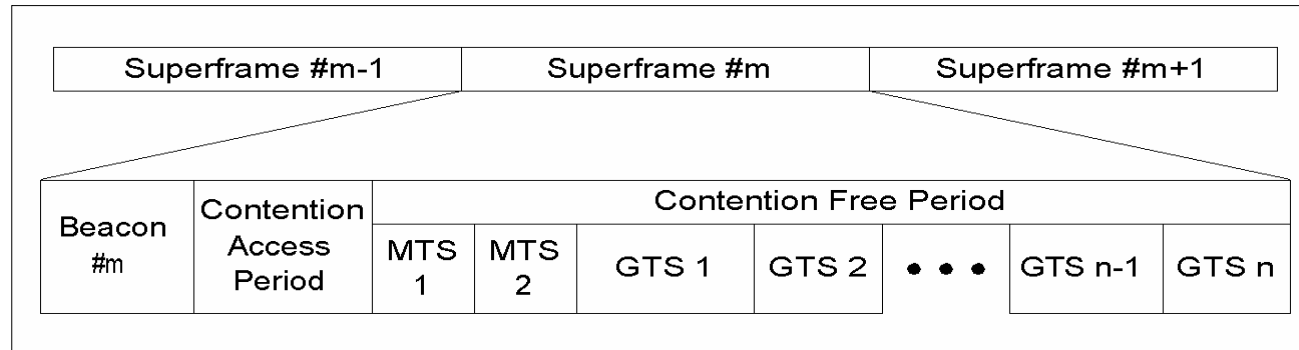 Superframe #m-1
Superframe #m
Superframe #m+1
Beacon
#m
Contention
Access
Period
Contention Free Period
MTS
1
MTS
2
GTS 1
GTS 2
• • •
GTS n-1
GTS n